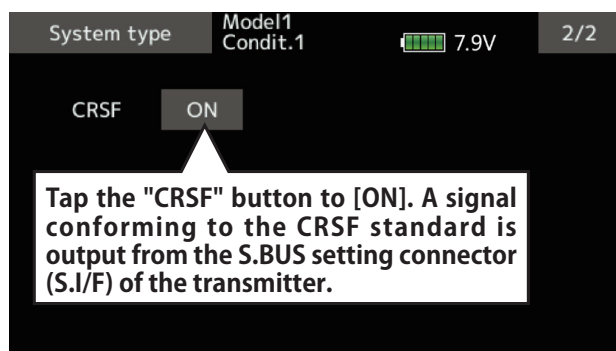 System type
Model1
Condit.1
7.9V
2/2
CRSF ON
Tap the "CRSF" button to [ON]. A signal
conforming to the CRSF standard is
output from the S.BUS setting connector
(S.I/F) of the transmitter.